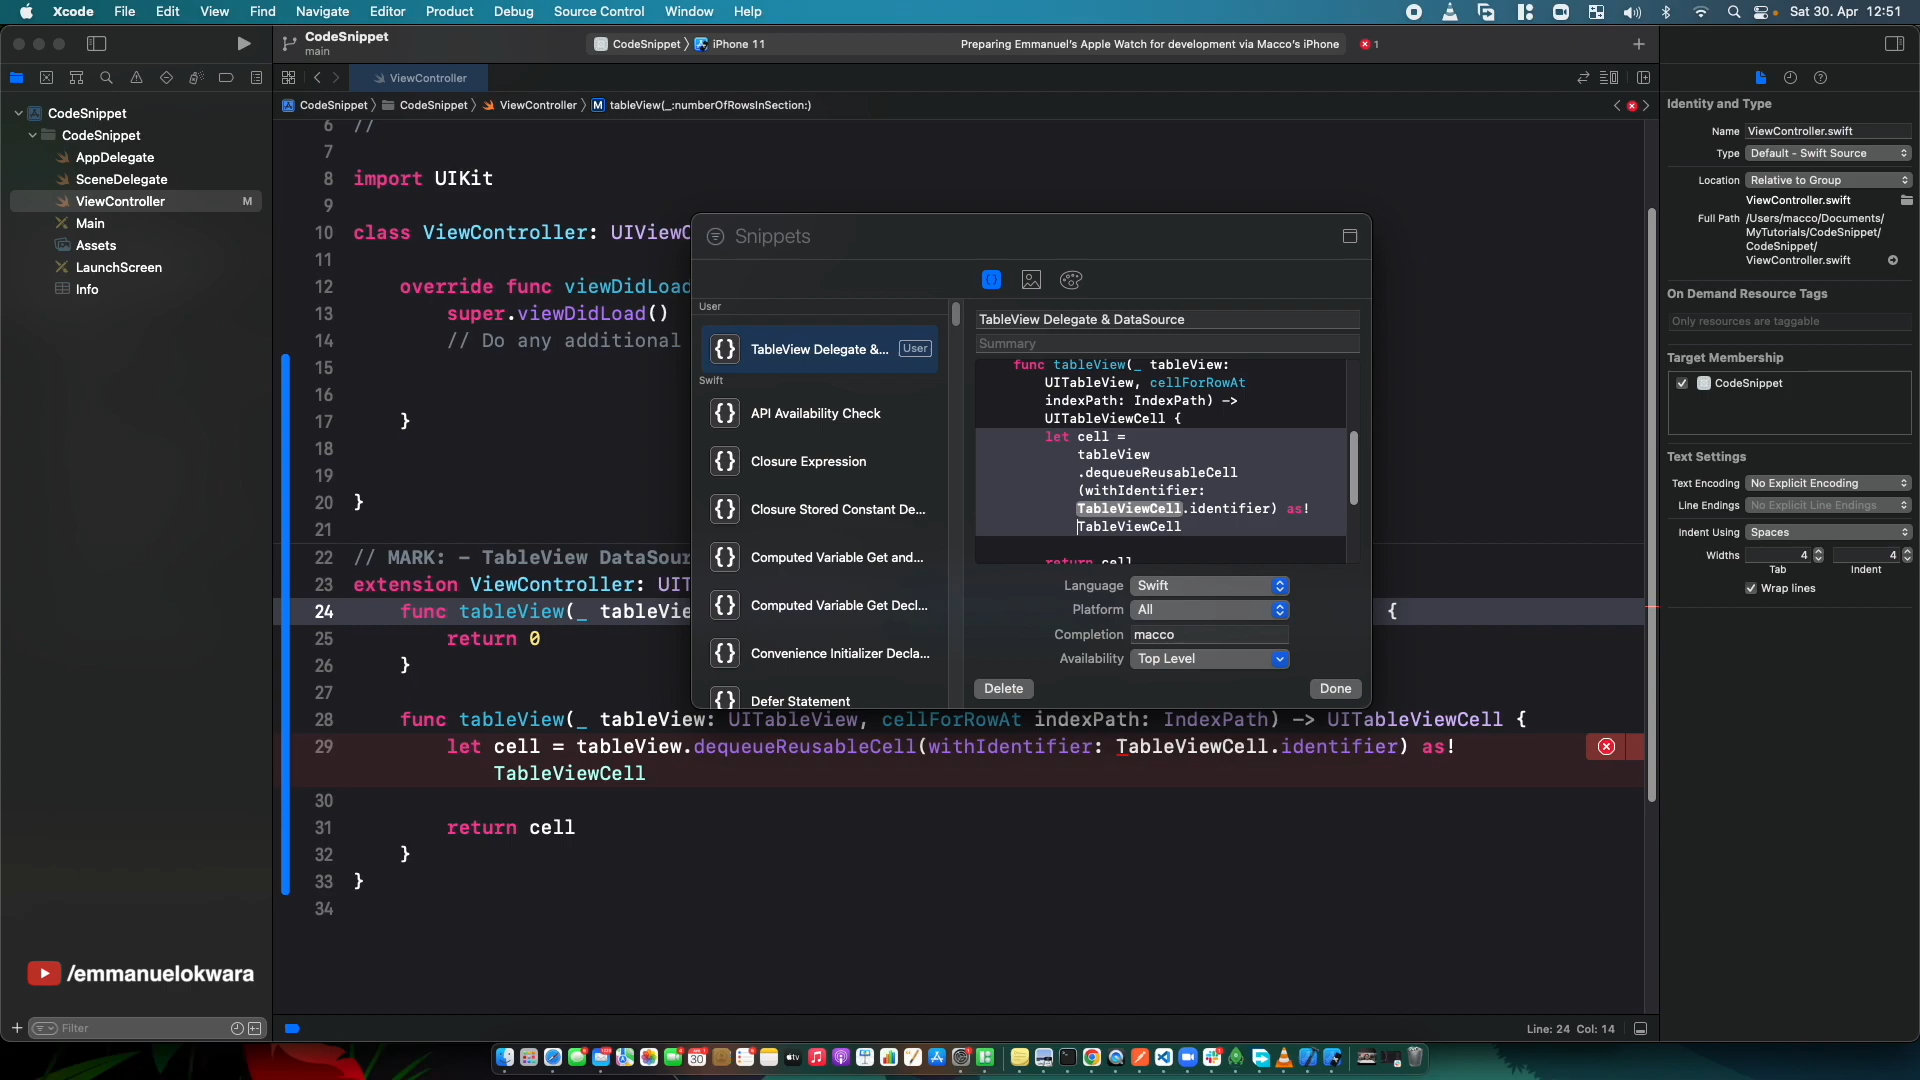 Xcode File Edit View Find Navigate Editor Product Debug Source Control Window Help
Sat 30. Apr 12:51
CodeSnippet
main
CodeSnippet iPhone 11
Preparing Emmanuel's Apple Watch for development via Macco's iPhone
1
ViewController
CodeSnippet CodeSnippet ViewController M tableView(_:numberOfRowsInSection:)
CodeSnippet
CodeSnippet
AppDelegate
SceneDelegate
ViewController M
Main
Assets
LaunchScreen
Info
6 //
7
8 import UIKit
9
10 class ViewController: UIViewC
11
12 override func viewDidLoad
13 super.viewDidLoad()
14 // Do any additional
15
16
17 }
18
19
20 }
21
22 // MARK: - TableView DataSour
23 extension ViewController: UIT
24 func tableView(_ tableVie {
25 return 0
26 }
27
28 func tableView(_ tableView: UITableView, cellForRowAt indexPath: IndexPath) -> UITableViewCell {
29 let cell = tableView.dequeueReusableCell(withIdentifier: TableViewCell.identifier) as!
TableViewCell
30
31 return cell
32 }
33 }
34
Snippets
User
{} TableView Delegate &... User
Swift
{} API Availability Check
{} Closure Expression
{} Closure Stored Constant De...
{} Computed Variable Get and...
{} Computed Variable Get Decl...
{} Convenience Initializer Decla...
{} Defer Statement
TableView Delegate & DataSource
Summary
func tableView(_ tableView:
UITableView, cellForRowAt
indexPath: IndexPath) ->
UITableViewCell {
let cell =
tableView
.dequeueReusableCell
(withIdentifier:
TableViewCell.identifier) as!
TableViewCell
return cell
Language Swift
Platform All
Completion macco
Availability Top Level
Delete
Done
Identity and Type
Name ViewController.swift
Type Default - Swift Source
Location Relative to Group
ViewController.swift
Full Path /Users/macco/Documents/
MyTutorials/CodeSnippet/
CodeSnippet/
ViewController.swift
On Demand Resource Tags
Only resources are taggable
Target Membership
CodeSnippet
Text Settings
Text Encoding No Explicit Encoding
Line Endings No Explicit Line Endings
Indent Using Spaces
Widths 4 4
Tab Indent
Wrap lines
/emmanuelokwara
Filter
Line: 24 Col: 14